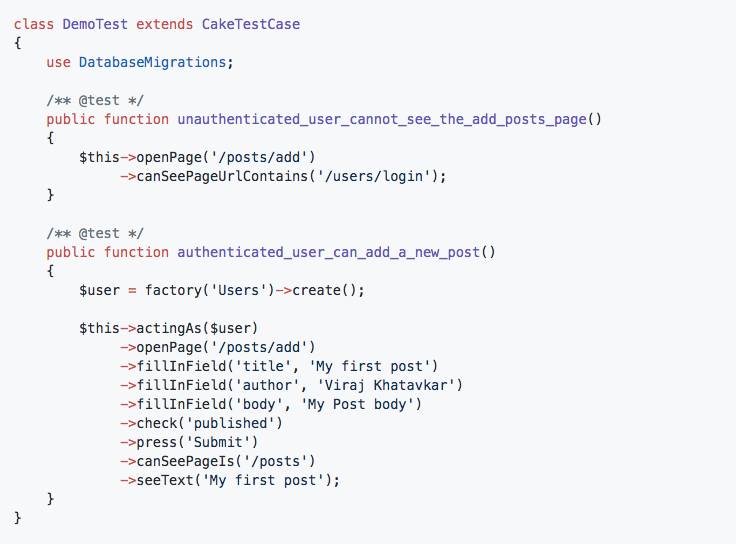 class DemoTest extends CakeTestCase
{
    use DatabaseMigrations;

    /** @test */
    public function unauthenticated_user_cannot_see_the_add_posts_page()
    {
        $this->openPage('/posts/add')
             ->canSeePageUrlContains('/users/login');
    }

    /** @test */
    public function authenticated_user_can_add_a_new_post()
    {
        $user = factory('Users')->create();

        $this->actingAs($user)
             ->openPage('/posts/add')
             ->fillInField('title', 'My first post')
             ->fillInField('author', 'Viraj Khatavkar')
             ->fillInField('body', 'My Post body')
             ->check('published')
             ->press('Submit')
             ->canSeePageIs('/posts')
             ->seeText('My first post');
    }
}